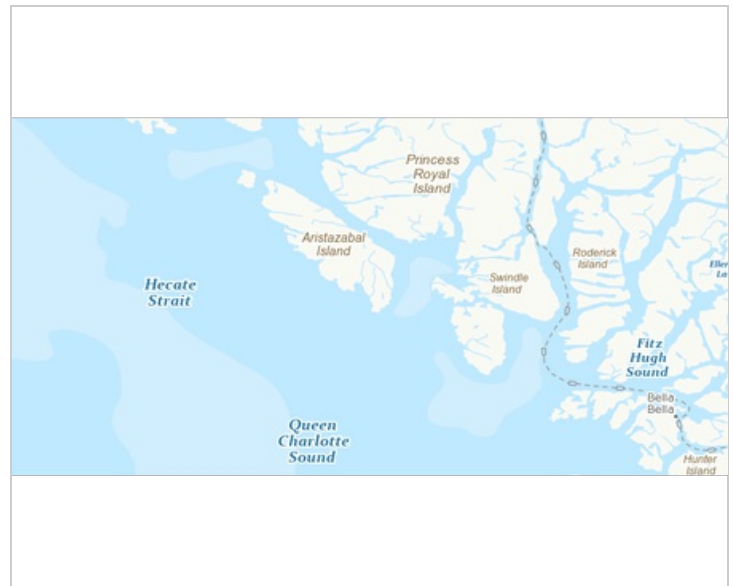 Princess
Royal
Island
Aristazabal
Island
Roderick
Island
Swindle
Island
Hecate
Strait
Fitz
Hugh
Sound
Bella
Bella
Queen
Charlotte
Sound
Hunter
Island